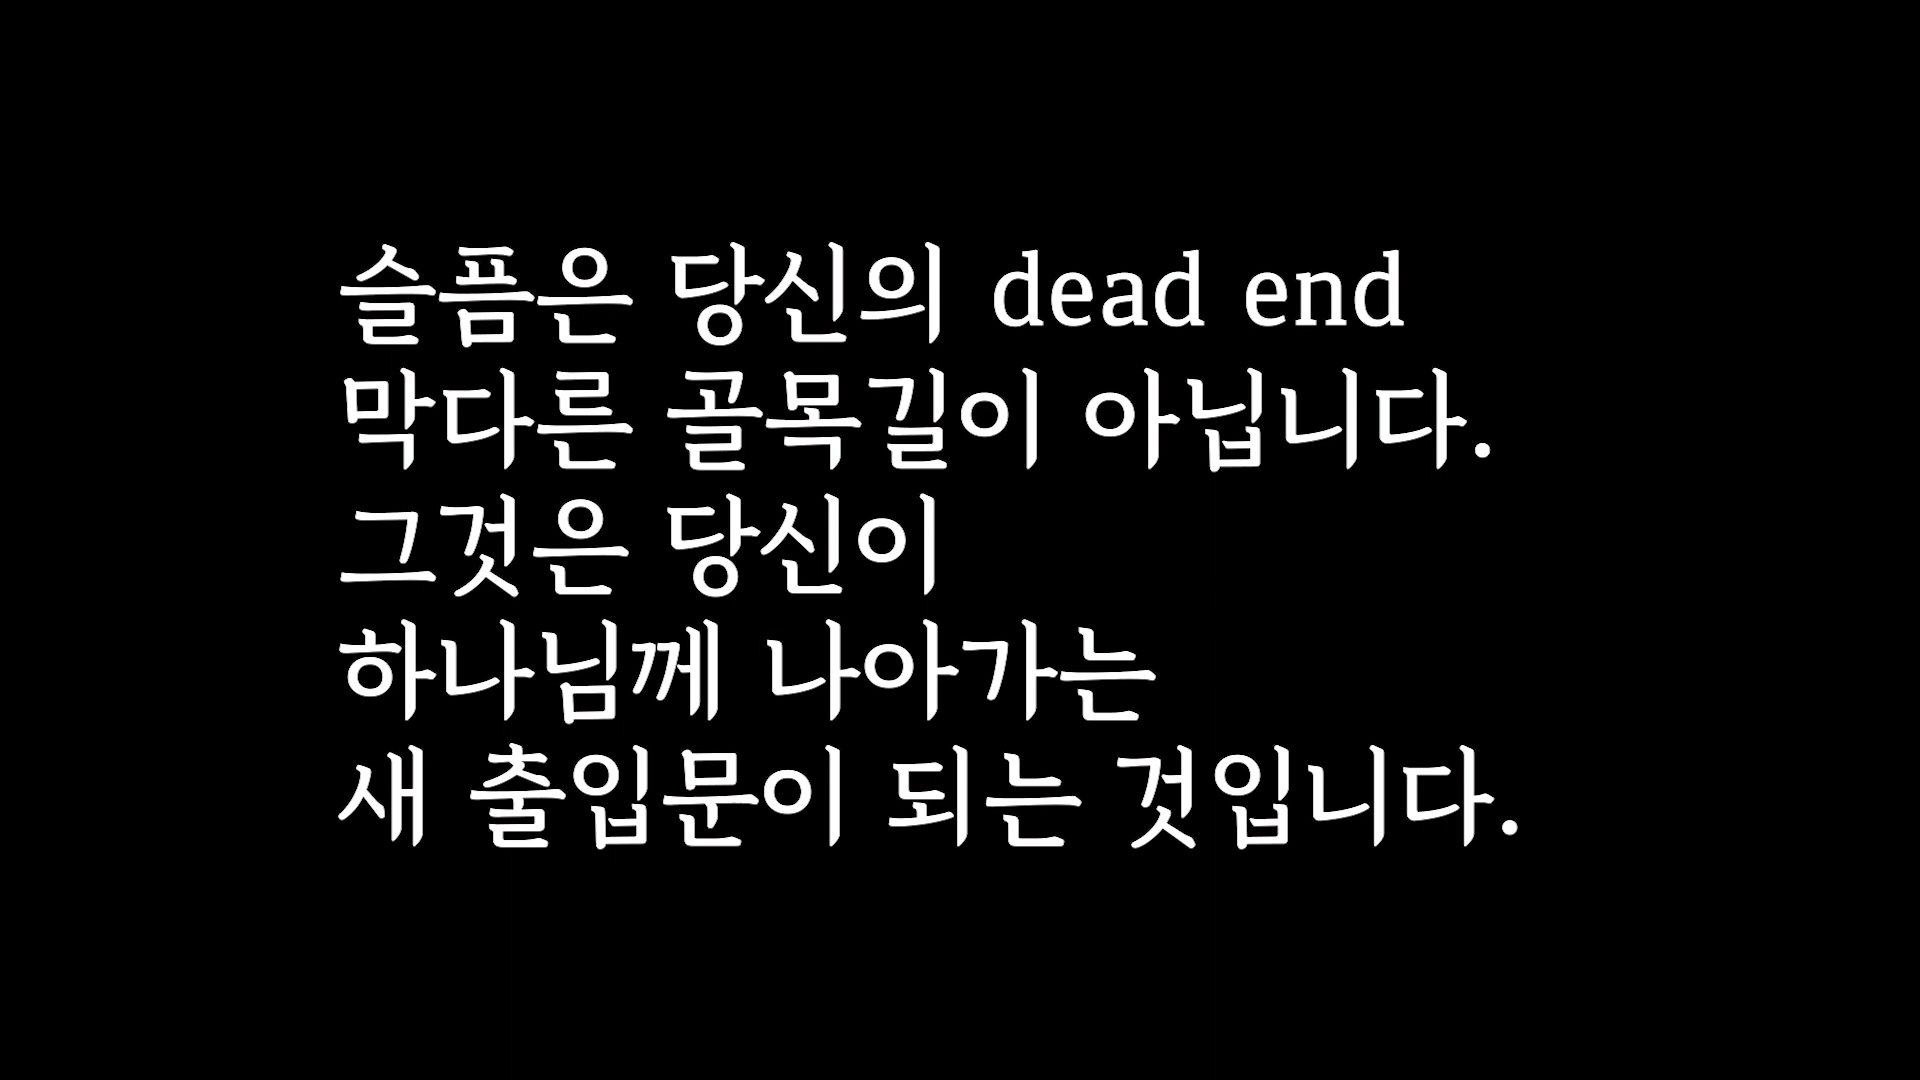 슬픔은 당신의 dead end
막다른 골목길이 아닙니다.
그것은 당신이
하나님께 나아가는
새 출입문이 되는 것입니다.